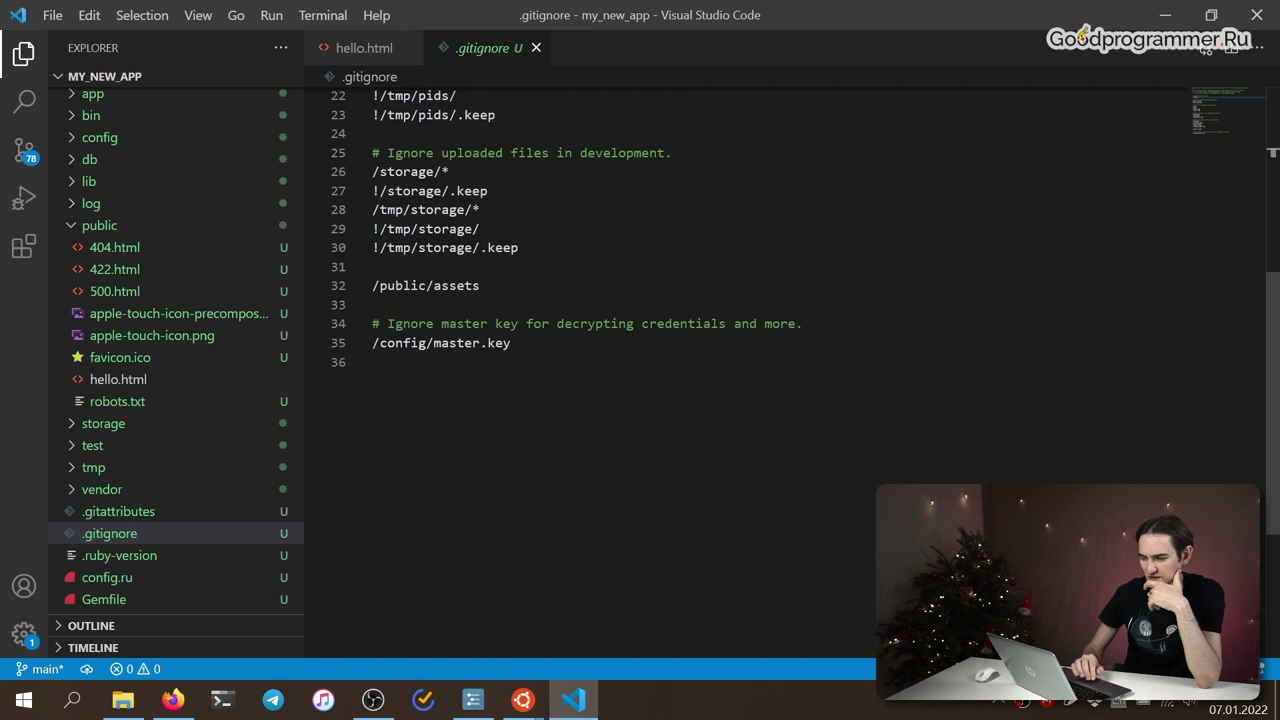 File Edit Selection View Go Run Terminal Help
.gitignore - my_new_app - Visual Studio Code
Goodprogrammer.Ru
EXPLORER
hello.html
.gitignore U
MY_NEW_APP
.gitignore
app
bin
config
db
lib
log
public
404.html U
422.html U
500.html U
apple-touch-icon-precompos... U
apple-touch-icon.png U
favicon.ico U
hello.html
robots.txt U
storage
test
tmp
vendor
.gitattributes U
.gitignore U
.ruby-version U
config.ru U
Gemfile U
OUTLINE
TIMELINE
78
1
22 !/tmp/pids/
23 !/tmp/pids/.keep
24
25 # Ignore uploaded files in development.
26 /storage/*
27 !/storage/.keep
28 /tmp/storage/*
29 !/tmp/storage/
30 !/tmp/storage/.keep
31
32 /public/assets
33
34 # Ignore master key for decrypting credentials and more.
35 /config/master.key
36
main* 0 0
07.01.2022